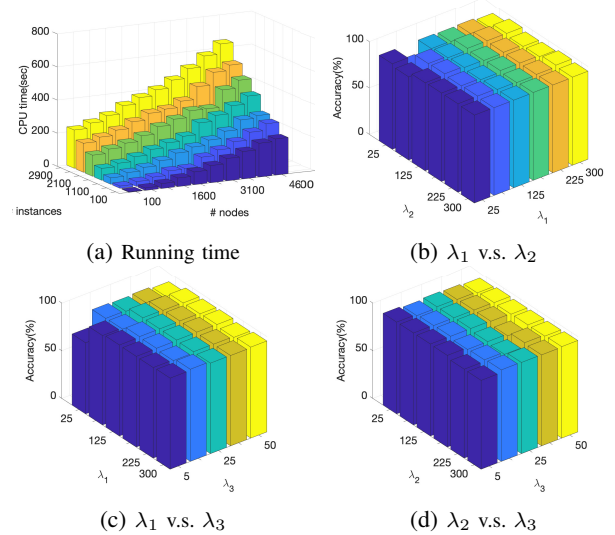 800
600
400
200
0
CPU time(sec)
2900
2100
1100
100
instances
100
1600
3100
4600
# nodes
(a) Running time
100
50
0
Accuracy(%)
25
125
225
300
λ2
25
125
225
300
λ1
(b) λ1 v.s. λ2
100
50
0
Accuracy(%)
25
125
225
300
λ1
5
25
50
λ3
(c) λ1 v.s. λ3
100
50
0
Accuracy(%)
25
125
225
300
λ2
5
25
50
λ3
(d) λ2 v.s. λ3